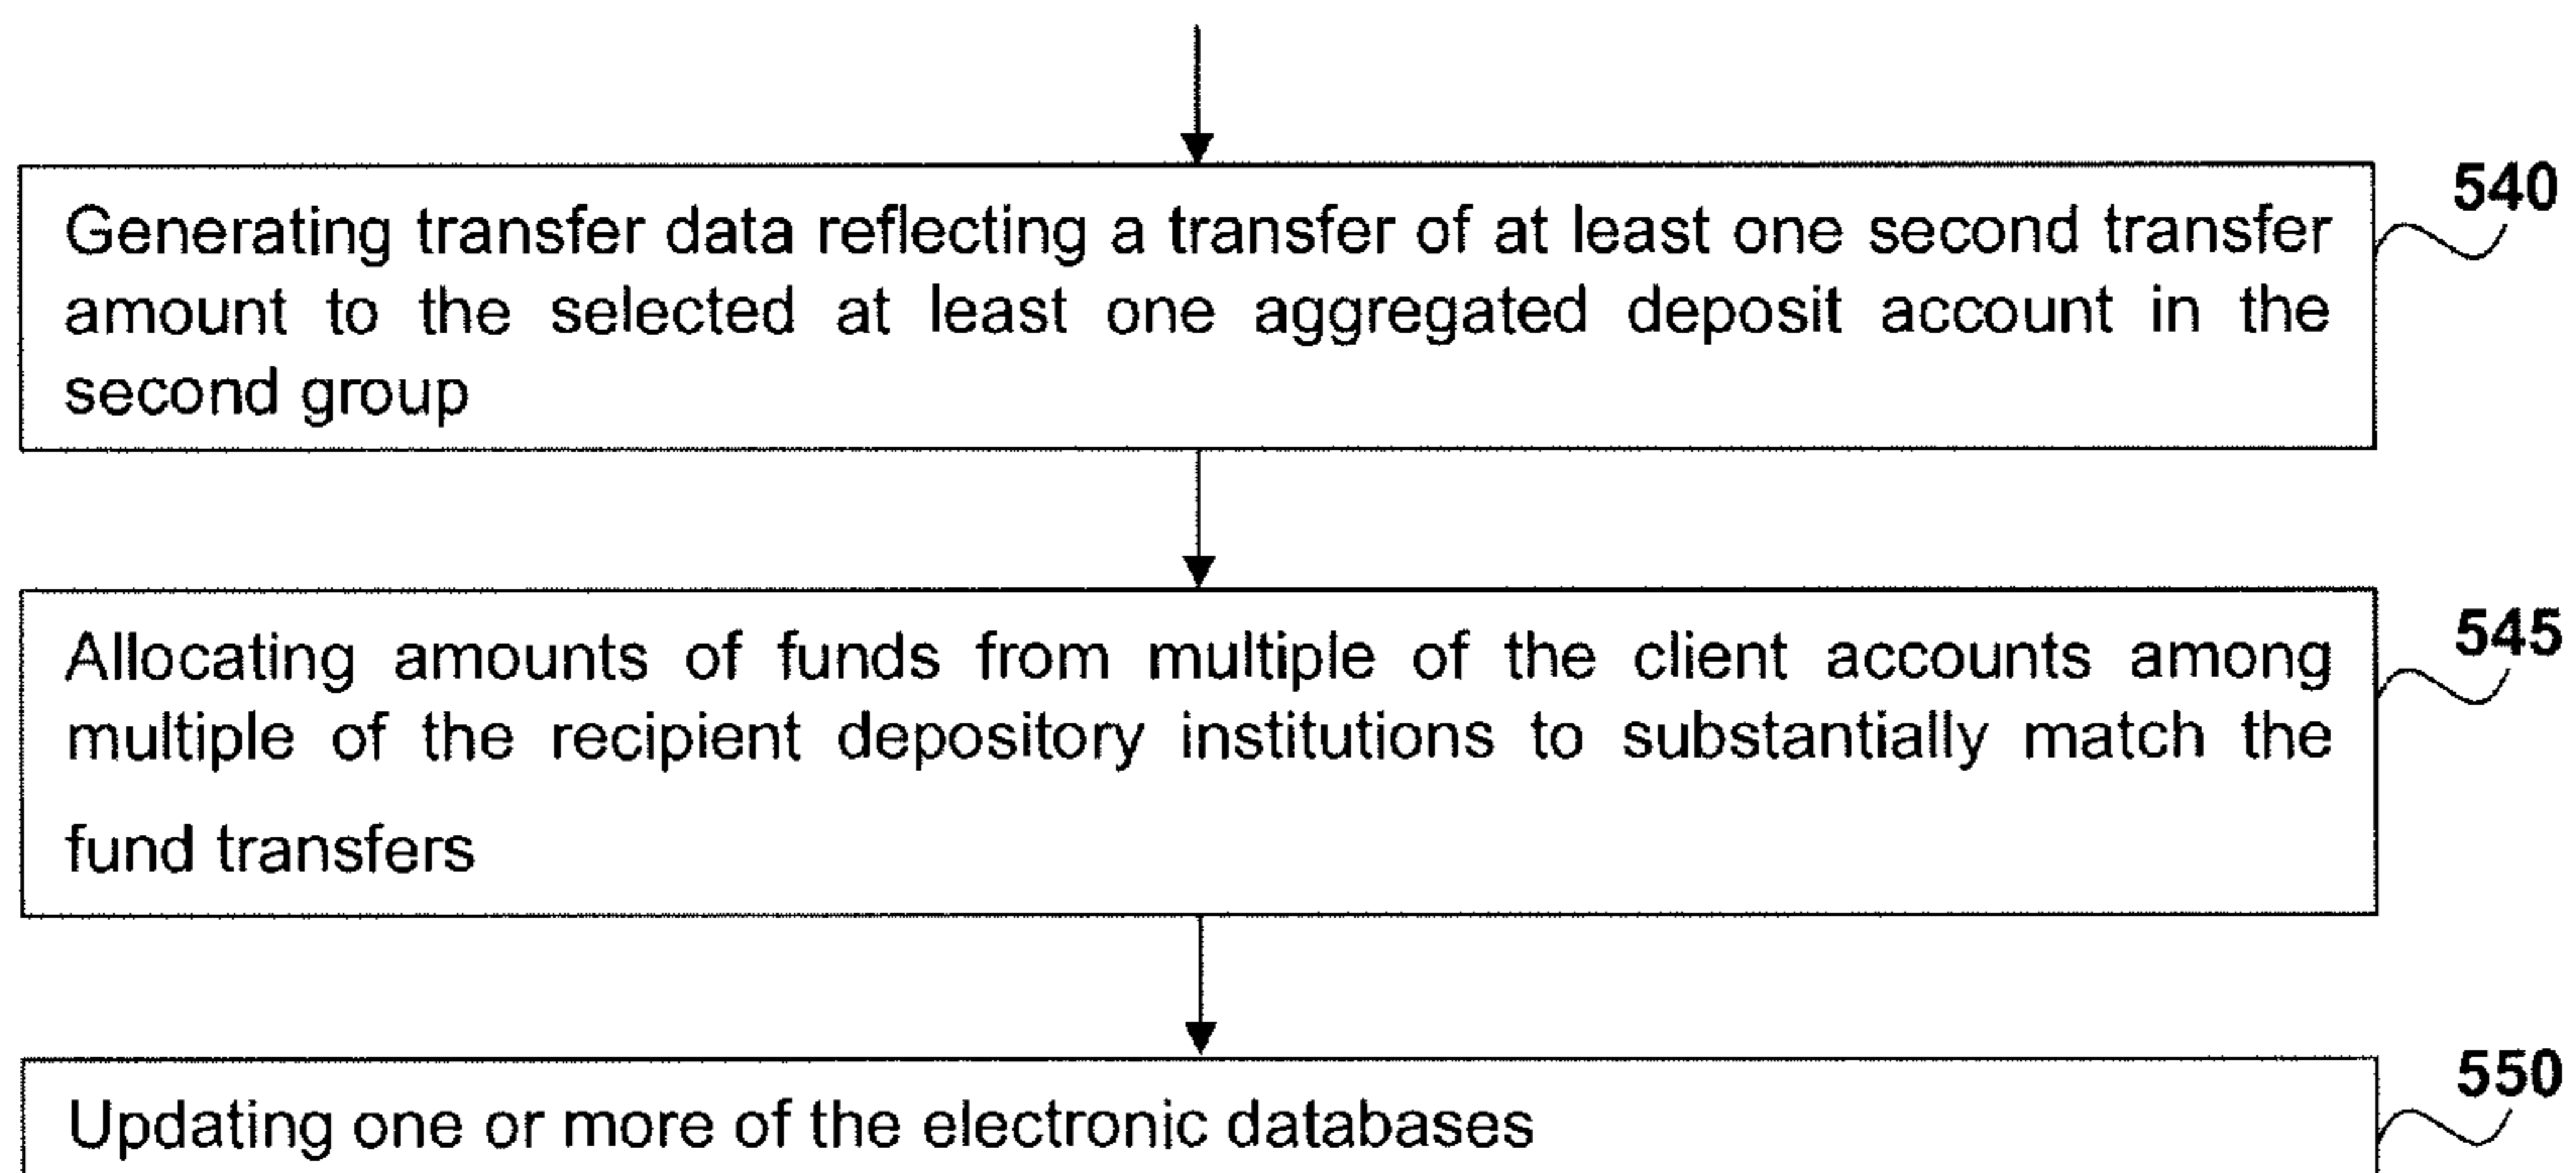 540
Generating transfer data reflecting a transfer of at least one second transfer
amount to the selected at least one aggregated deposit account in the
second group
545
Allocating amounts of funds from multiple of the client accounts among
multiple of the recipient depository institutions to substantially match the
fund transfers
550
Updating one or more of the electronic databases